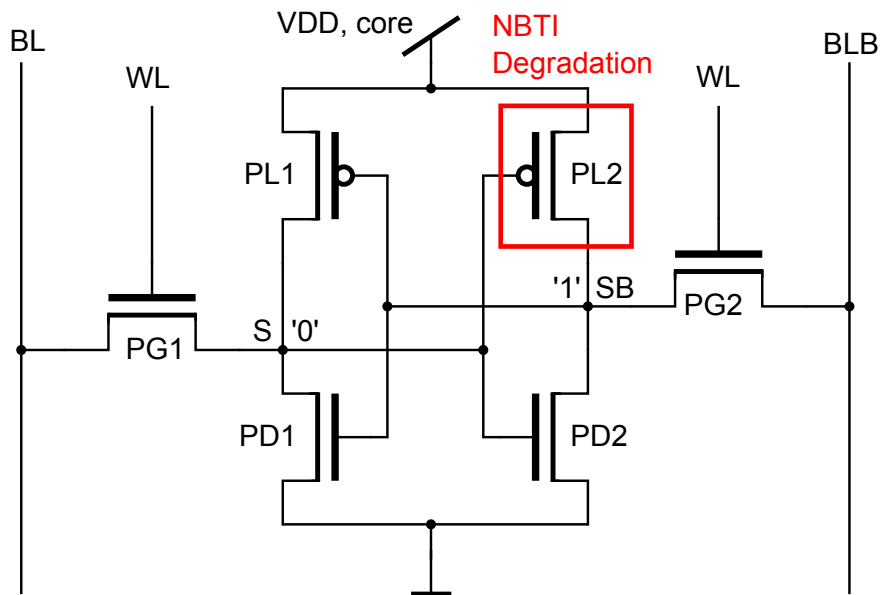 BL
VDD, core
NBTI
Degradation
BLB
WL
WL
PL1
PL2
'1' SB
PG2
S '0'
PG1
PD1
PD2